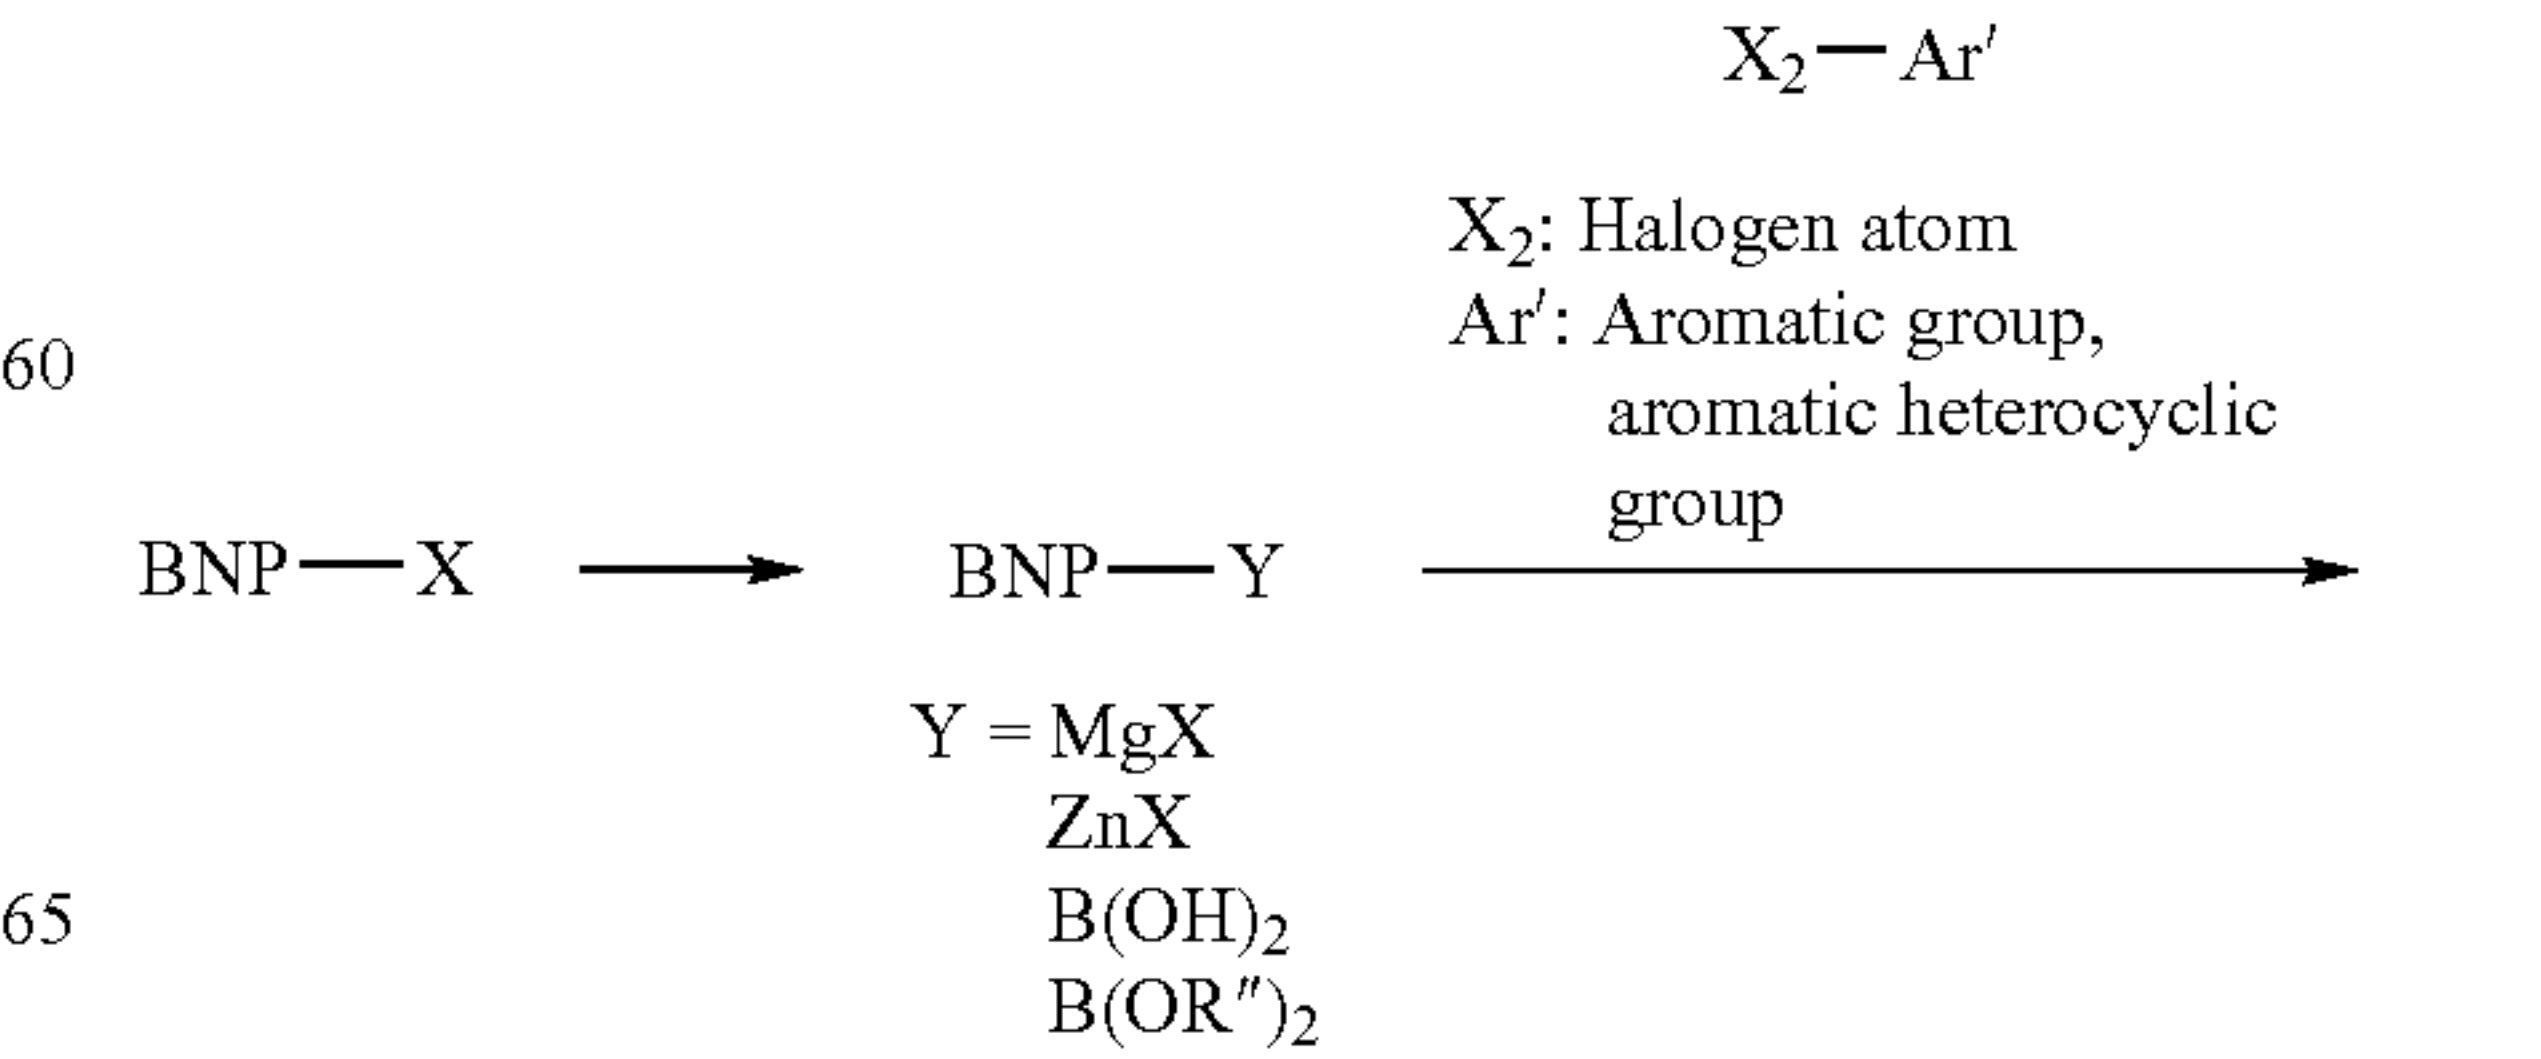 X₂—Ar′
X₂: Halogen atom
Ar′: Aromatic group,
60
aromatic heterocyclic
group
BNP—X
BNP—Y
Y = MgX
ZnX
65
B(OH)₂
B(OR″)₂